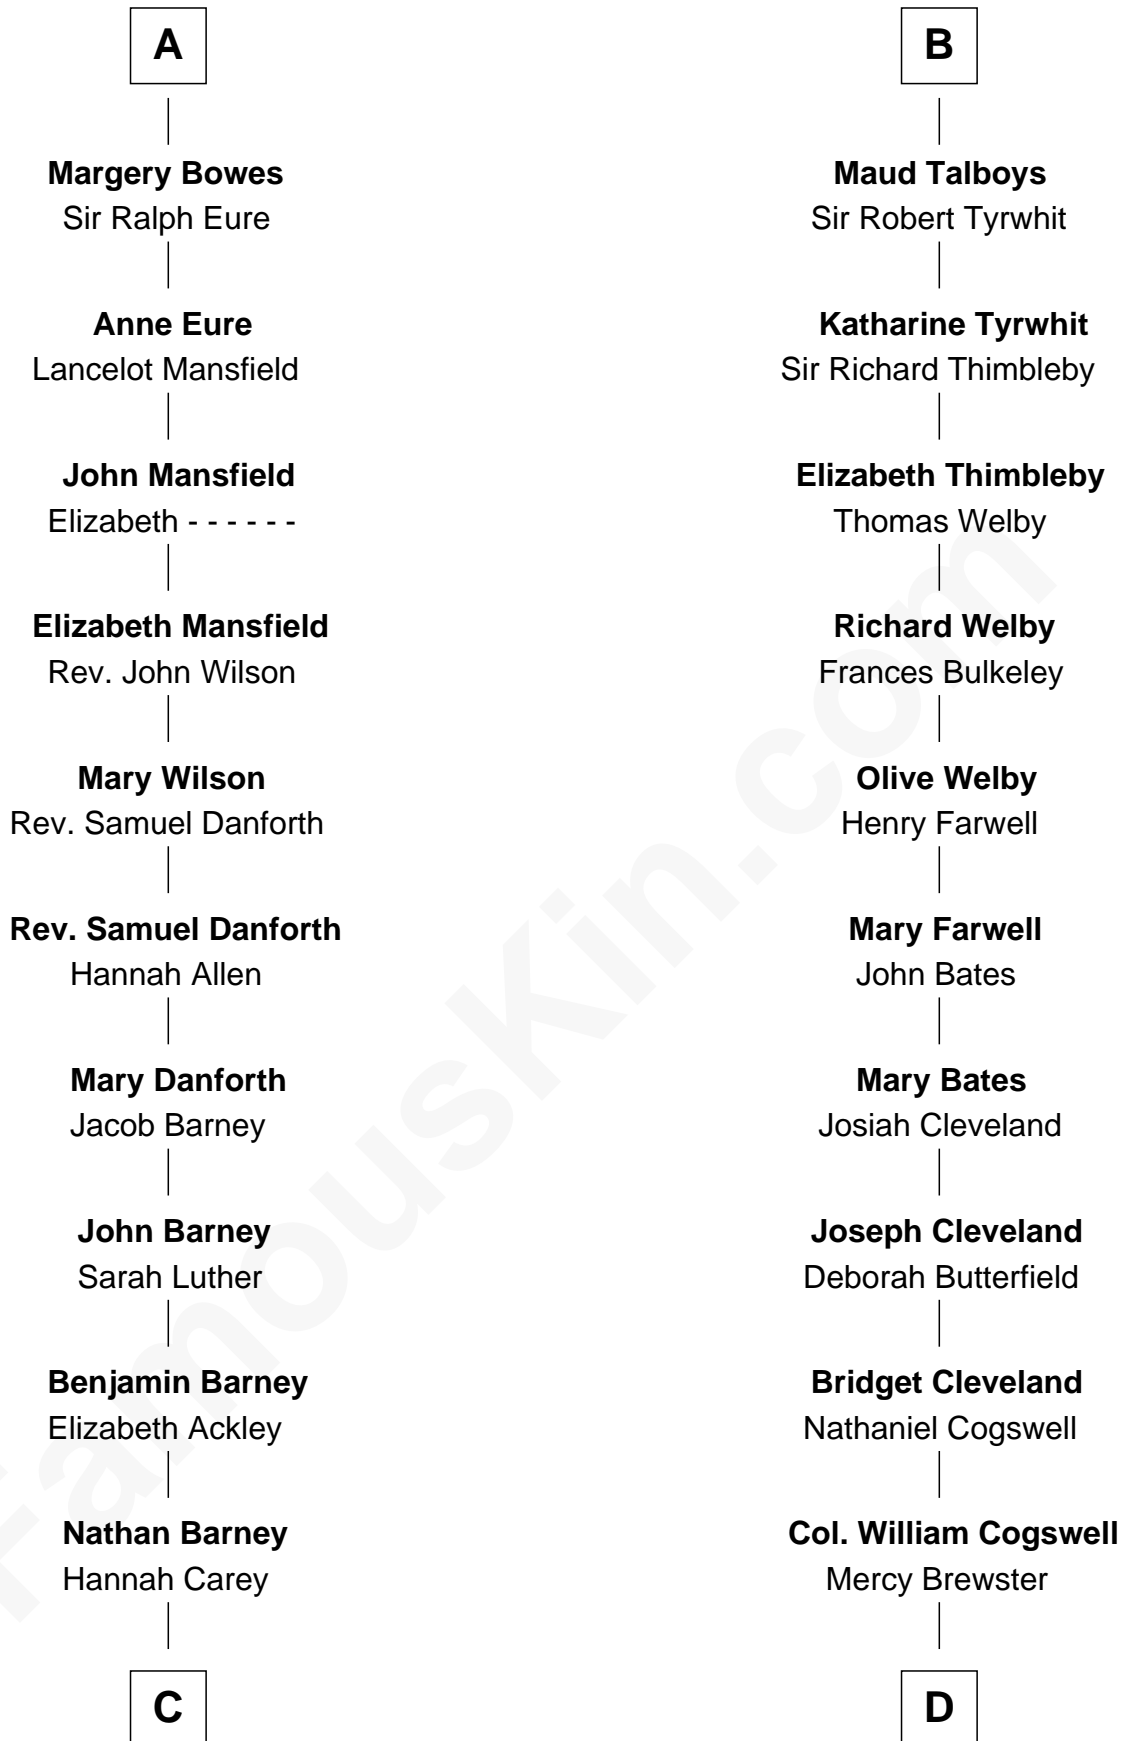 A
Margery Bowes
Sir Ralph Eure
Anne Eure
Lancelot Mansfield
John Mansfield
Elizabeth - - - - - -
Elizabeth Mansfield
Rev. John Wilson
Mary Wilson
Rev. Samuel Danforth
Rev. Samuel Danforth
Hannah Allen
Mary Danforth
Jacob Barney
John Barney
Sarah Luther
Benjamin Barney
Elizabeth Ackley
Nathan Barney
Hannah Carey
C
B
Maud Talboys
Sir Robert Tyrwhit
Katharine Tyrwhit
Sir Richard Thimbleby
Elizabeth Thimbleby
Thomas Welby
Richard Welby
Frances Bulkeley
Olive Welby
Henry Farwell
Mary Farwell
John Bates
Mary Bates
Josiah Cleveland
Joseph Cleveland
Deborah Butterfield
Bridget Cleveland
Nathaniel Cogswell
Col. William Cogswell
Mercy Brewster
D
FamousKin.com